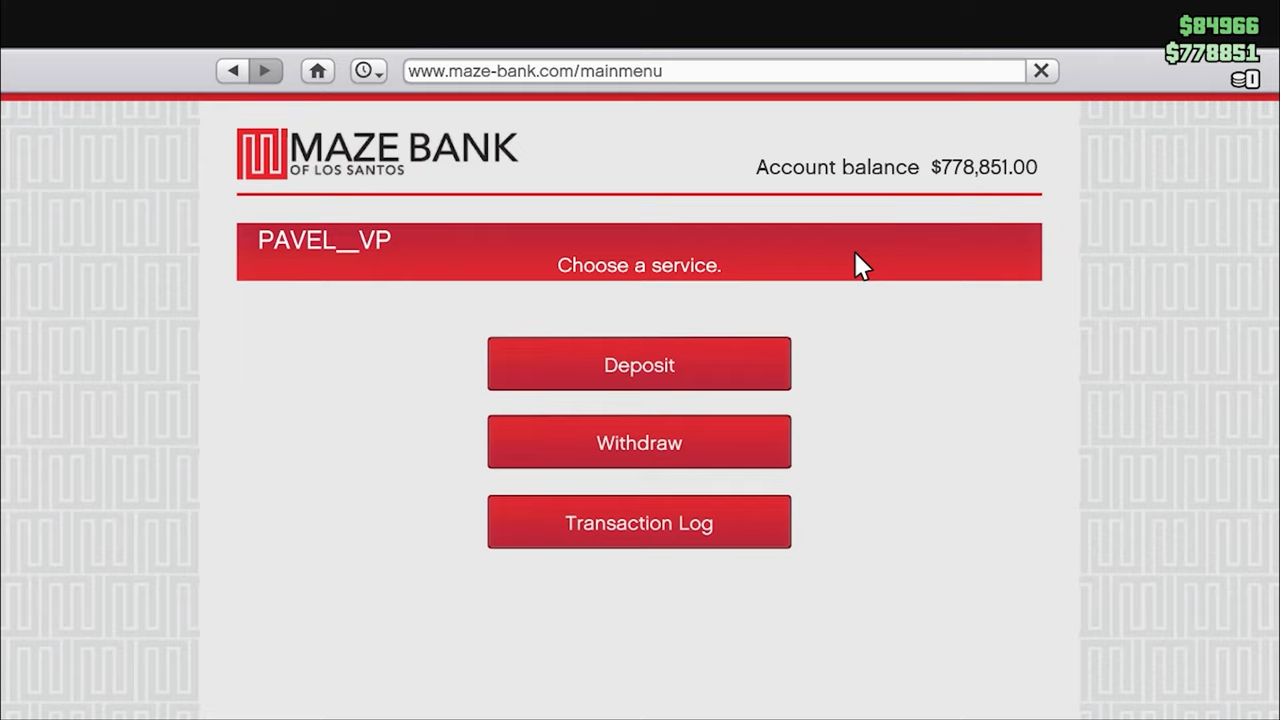 $84966
$778851
0
www.maze-bank.com/mainmenu
MAZE BANK
OF LOS SANTOS
Account balance $778,851.00
PAVEL__VP
Choose a service.
Deposit
Withdraw
Transaction Log